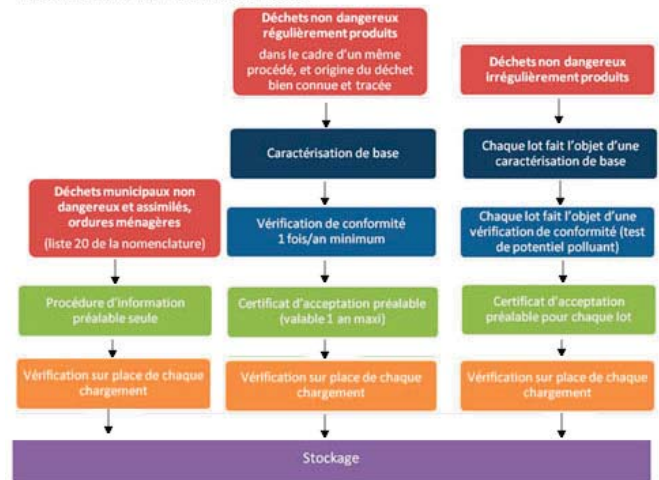 Déchets non dangereux
régulièrement produits
dans le cadre d'un même
procédé, et origine du déchet
bien connue et tracée
Déchets non dangereux
irrégulièrement produits
Caractérisation de base
Chaque lot fait l'objet d'une
caractérisation de base
Déchets municipaux non
dangereux et assimilés,
ordures ménagères
(liste 20 de la nomenclature)
Vérification de conformité
1 fois/an minimum
Chaque lot fait l'objet d'une
vérification de conformité (test
de potentiel polluant)
Procédure d'information
préalable seule
Certificat d'acceptation préalable
(valable 1 an maxi)
Certificat d'acceptation
préalable pour chaque lot
Vérification sur place de chaque
chargement
Vérification sur place de chaque
chargement
Vérification sur place de chaque
chargement
Stockage